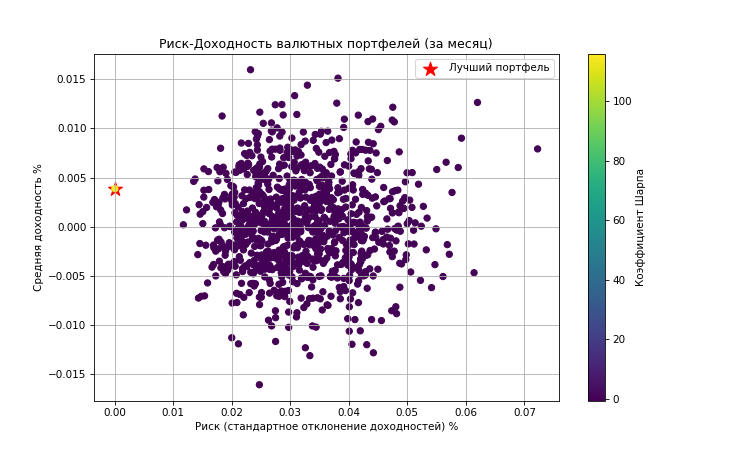 Риск-Доходность валютных портфелей (за месяц)
Лучший портфель
0.015
0.010
0.005
0.000
−0.005
−0.010
−0.015
Средняя доходность %
0.00 0.01 0.02 0.03 0.04 0.05 0.06 0.07
Риск (стандартное отклонение доходностей) %
100
80
60
40
20
0
Коэффициент Шарпа